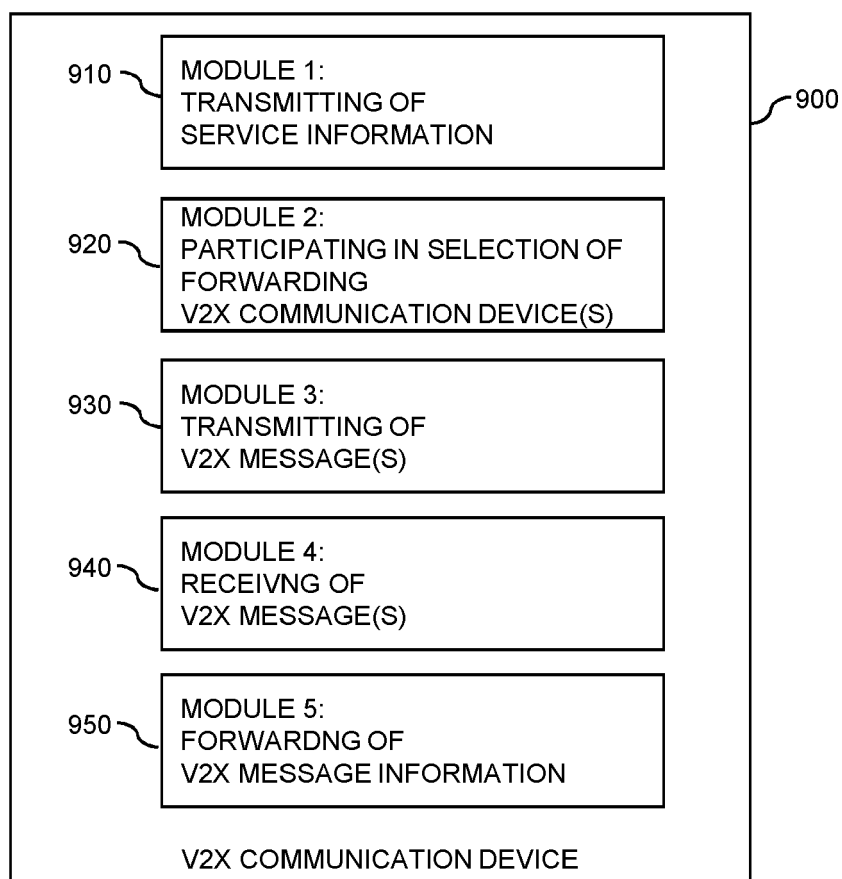 910
MODULE 1:
TRANSMITTING OF
SERVICE INFORMATION
900
920
MODULE 2:
PARTICIPATING IN SELECTION OF
FORWARDING
V2X COMMUNICATION DEVICE(S)
930
MODULE 3:
TRANSMITTING OF
V2X MESSAGE(S)
940
MODULE 4:
RECEIVNG OF
V2X MESSAGE(S)
950
MODULE 5:
FORWARDNG OF
V2X MESSAGE INFORMATION
V2X COMMUNICATION DEVICE